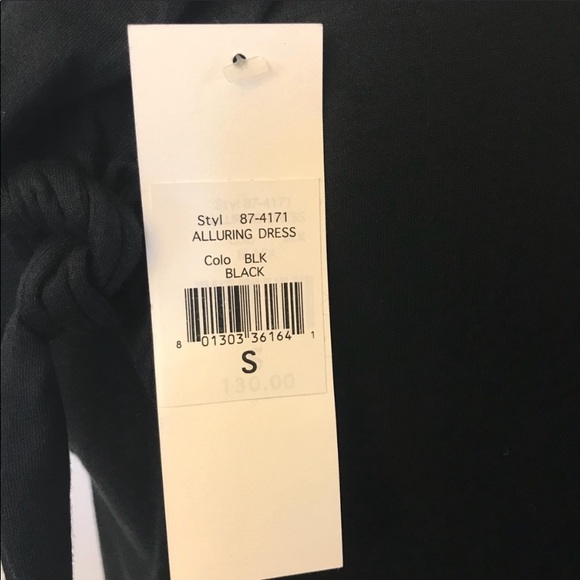 Styl 87-4171
ALLURING DRESS
Colo BLK
BLACK
8 01303 36164 1
S
130.00